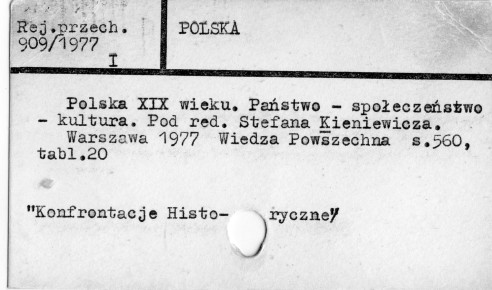 Rej.przech.
909/1977
I
POLSKA
Polska XIX wieku. Państwo - społeczeństwo
- kultura. Pod red. Stefana Kieniewicza.
Warszawa 1977 Wiedza Powszechna s.560,
tabl.20
"Konfrontacje Histo- ryczne"